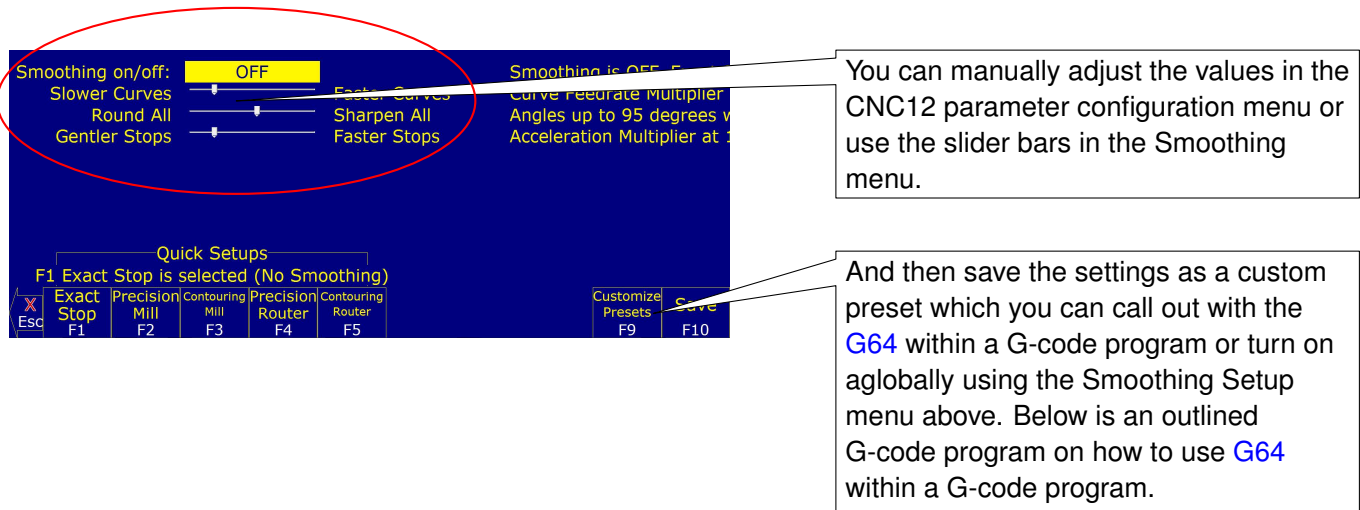 Smoothing on/off: OFF
Slower Curves Faster Curves
Round All Sharpen All
Gentler Stops Faster Stops
Smoothing is OFF.
Curve Feedrate Multiplier
Angles up to 95 degrees
Acceleration Multiplier at
Quick Setups
F1 Exact Stop is selected (No Smoothing)
X
Esc
Exact
Stop
F1
Precision
Mill
F2
Contouring
Mill
F3
Precision
Router
F4
Contouring
Router
F5
Customize
Presets
F9
Save
F10
You can manually adjust the values in the
CNC12 parameter configuration menu or
use the slider bars in the Smoothing
menu.
And then save the settings as a custom
preset which you can call out with the
G64 within a G-code program or turn on
aglobally using the Smoothing Setup
menu above. Below is an outlined
G-code program on how to use G64
within a G-code program.